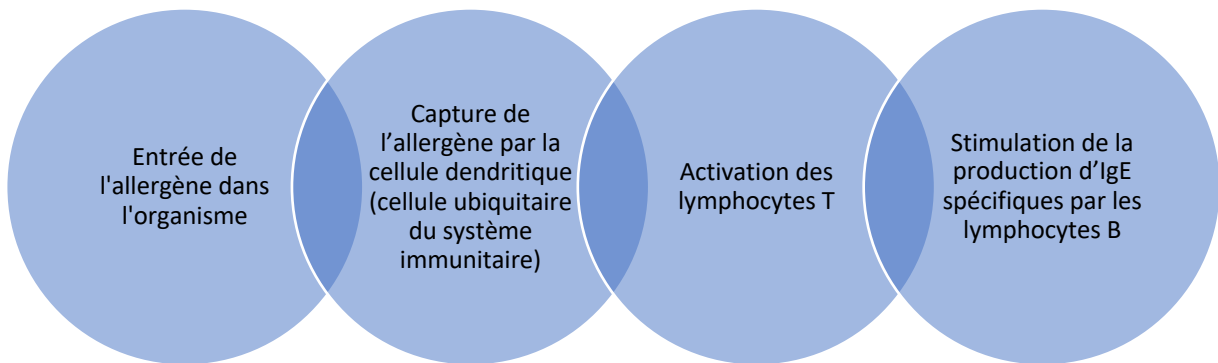 Entrée de
l'allergène dans
l'organisme
Capture de
l’allergène par la
cellule dendritique
(cellule ubiquitaire
du système
immunitaire)
Activation des
lymphocytes T
Stimulation de la
production d’IgE
spécifiques par les
lymphocytes B